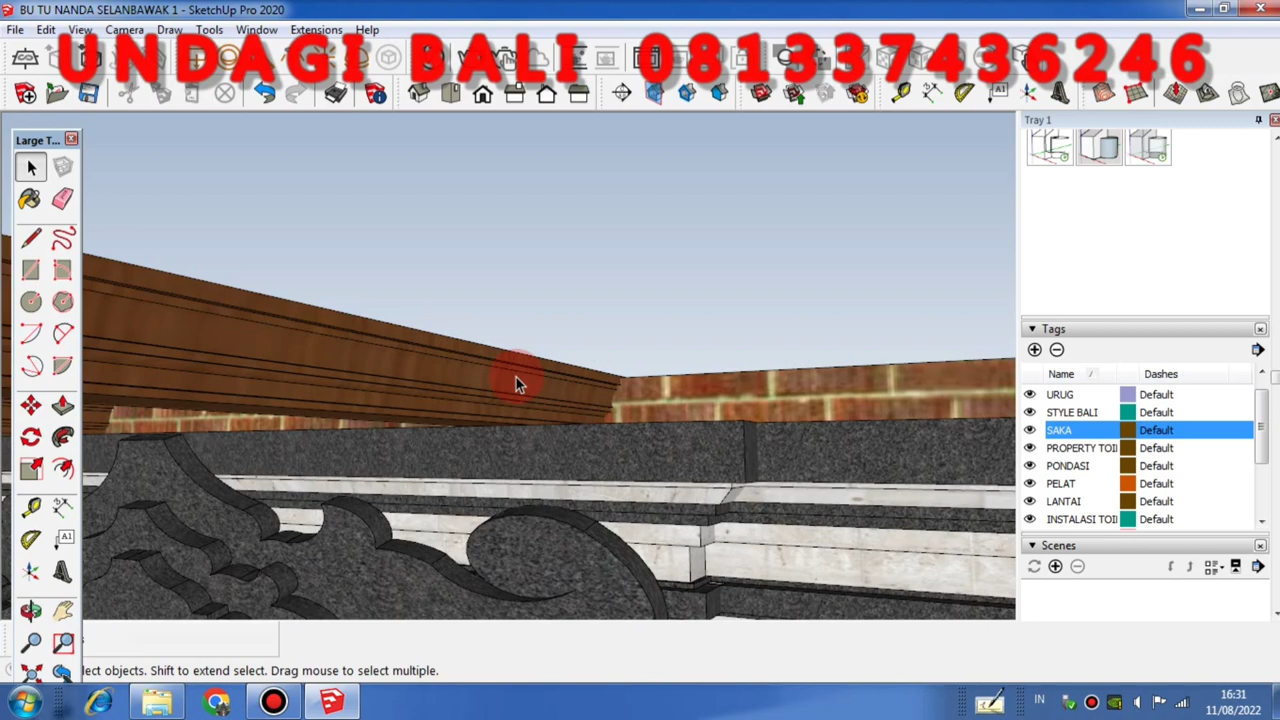 BU TU NANDA SELANBAWAK 1 - SketchUp Pro 2020
File Edit Camera Draw Tools Window Extensions Help
UNDAGI BALI 081337436246
Large T...
Tray 1
Tags
Name Dashes
URUG Default
STYLE BALI Default
SAKA Default
PROPERTY TOI Default
PONDASI Default
PELAT Default
LANTAI Default
INSTALASI TOI Default
Scenes
A1
lect objects. Shift to extend select. Drag mouse to select multiple.
IN
16:31
11/08/2022